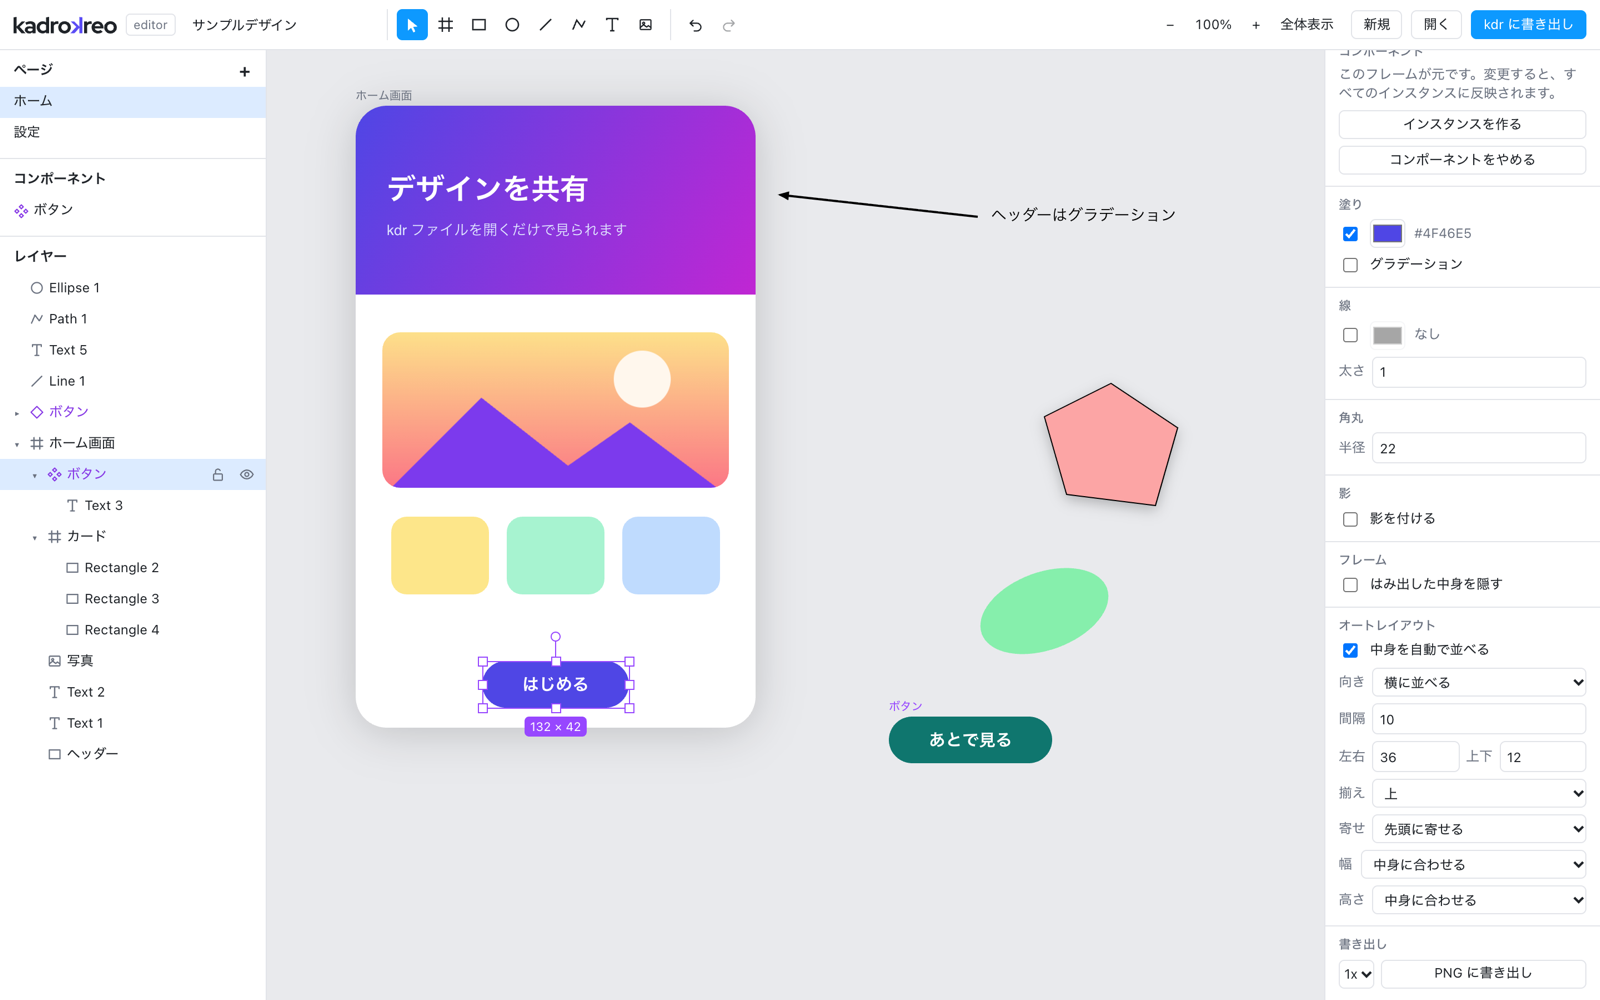 kadrokreo editor サンプルデザイン
− 100% + 全体表示 新規 開く kdr に書き出し
ページ +
ホーム
設定
コンポーネント
ボタン
レイヤー
Ellipse 1
Path 1
Text 5
Line 1
ボタン
ホーム画面
ボタン
Text 3
カード
Rectangle 2
Rectangle 3
Rectangle 4
写真
Text 2
Text 1
ヘッダー
ホーム画面
デザインを共有
kdr ファイルを開くだけで見られます
ヘッダーはグラデーション
はじめる
132 × 42
ボタン
あとで見る
コンポーネント
このフレームが元です。変更すると、す
べてのインスタンスに反映されます。
インスタンスを作る
コンポーネントをやめる
塗り
#4F46E5
グラデーション
線
なし
太さ 1
角丸
半径 22
影
影を付ける
フレーム
はみ出した中身を隠す
オートレイアウト
中身を自動で並べる
向き 横に並べる
間隔 10
左右 36 上下 12
揃え 上
寄せ 先頭に寄せる
幅 中身に合わせる
高さ 中身に合わせる
書き出し
1x PNG に書き出し